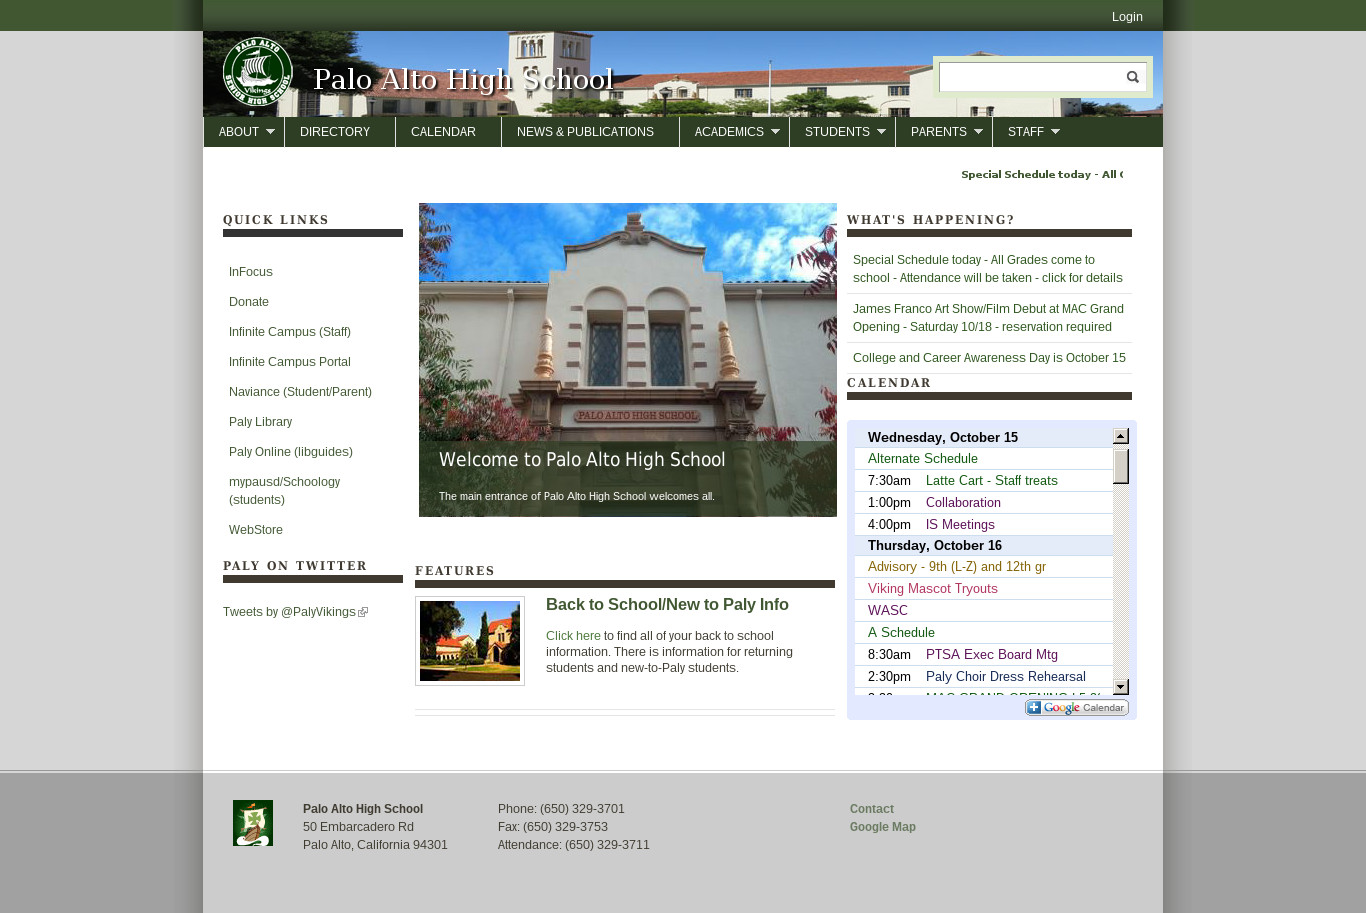 Login
PALO ALTO
Vikings
SENIOR HIGH SCHOOL
Palo Alto High School
ABOUT
DIRECTORY
CALENDAR
NEWS & PUBLICATIONS
ACADEMICS
STUDENTS
PARENTS
STAFF
Special Schedule today - All
QUICK LINKS
InFocus
Donate
Infinite Campus (Staff)
Infinite Campus Portal
Naviance (Student/Parent)
Paly Library
Paly Online (libguides)
mypausd/Schoology
(students)
WebStore
PALY ON TWITTER
Tweets by @PalyVikings
PALO ALTO HIGH SCHOOL
Welcome to Palo Alto High School
The main entrance of Palo Alto High School welcomes all.
FEATURES
Back to School/New to Paly Info
Click here to find all of your back to school
information. There is information for returning
students and new-to-Paly students.
WHAT'S HAPPENING?
Special Schedule today - All Grades come to
school - Attendance will be taken - click for details
James Franco Art Show/Film Debut at MAC Grand
Opening - Saturday 10/18 - reservation required
College and Career Awareness Day is October 15
CALENDAR
Wednesday, October 15
Alternate Schedule
7:30am Latte Cart - Staff treats
1:00pm Collaboration
4:00pm IS Meetings
Thursday, October 16
Advisory - 9th (L-Z) and 12th gr
Viking Mascot Tryouts
WASC
A Schedule
8:30am PTSA Exec Board Mtg
2:30pm Paly Choir Dress Rehearsal
Google Calendar
Palo Alto High School
50 Embarcadero Rd
Palo Alto, California 94301
Phone: (650) 329-3701
Fax: (650) 329-3753
Attendance: (650) 329-3711
Contact
Google Map